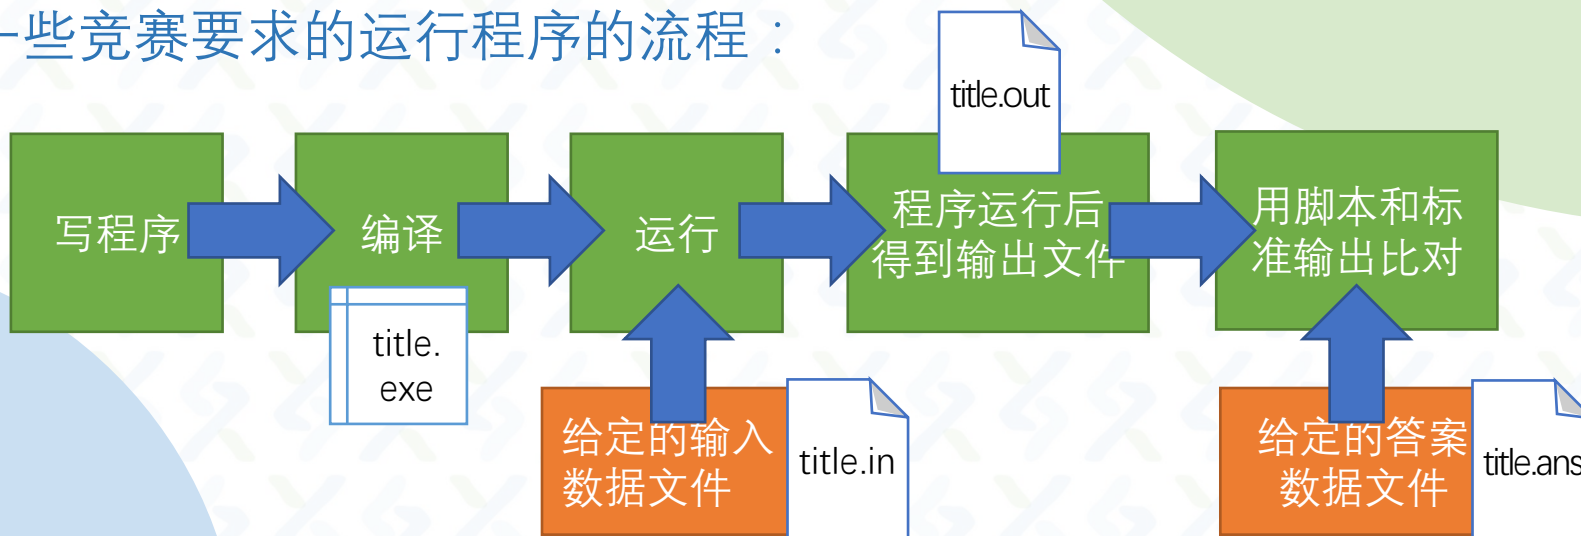 一些竞赛要求的运行程序的流程：
title.out
写程序
编译
运行
程序运行后
得到输出文件
用脚本和标
准输出比对
title.
exe
给定的输入
数据文件
title.in
给定的答案
数据文件
title.ans